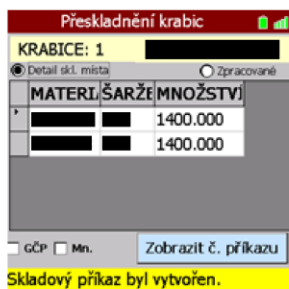 Přeskladnění krabic
KRABICE: 1
Detail skl. místa Zpracované
MATERI. ŠARŽE MNOŽSTVÍ
1400.000
1400.000
GČP Mn. Zobrazit č. příkazu
Skladový příkaz byl vytvořen.